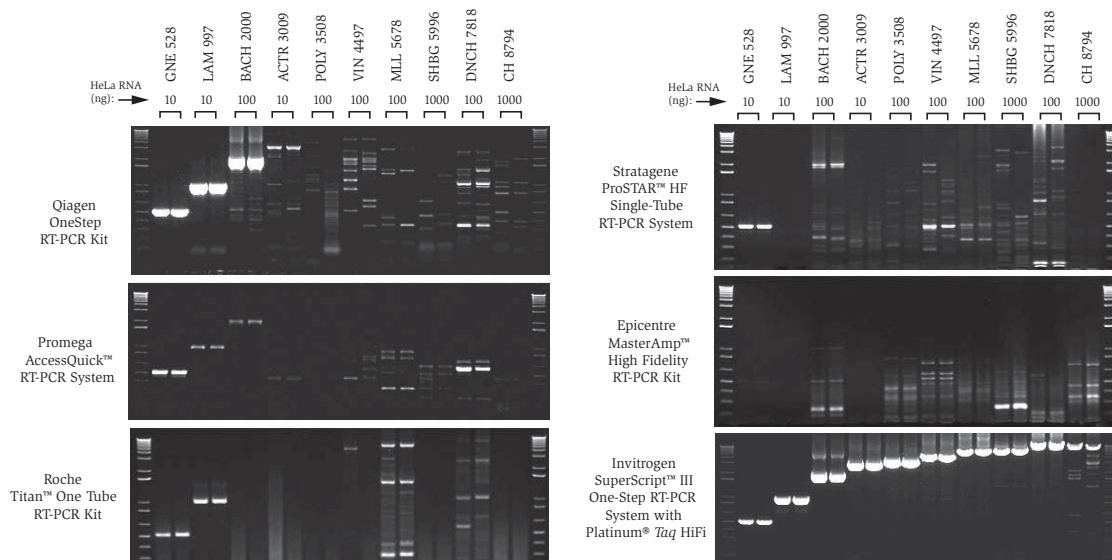 GNE 528
LAM 997
BACH 2000
ACTR 3009
POLY 3508
VIN 4497
MLL 5678
SHBG 5996
DNCH 7818
CH 8794
HeLa RNA
(ng):
10
10
100
10
100
100
100
1000
100
1000
Qiagen
OneStep
RT-PCR Kit
Promega
AccessQuick™
RT-PCR System
Roche
Titan™ One Tube
RT-PCR Kit
GNE 528
LAM 997
BACH 2000
ACTR 3009
POLY 3508
VIN 4497
MLL 5678
SHBG 5996
DNCH 7818
CH 8794
HeLa RNA
(ng):
10
10
100
10
100
100
100
1000
100
1000
Stratagene
ProSTAR™ HF
Single-Tube
RT-PCR System
Epicentre
MasterAmp™
High Fidelity
RT-PCR Kit
Invitrogen
SuperScript™ III
One-Step RT-PCR
System with
Platinum® Taq HiFi